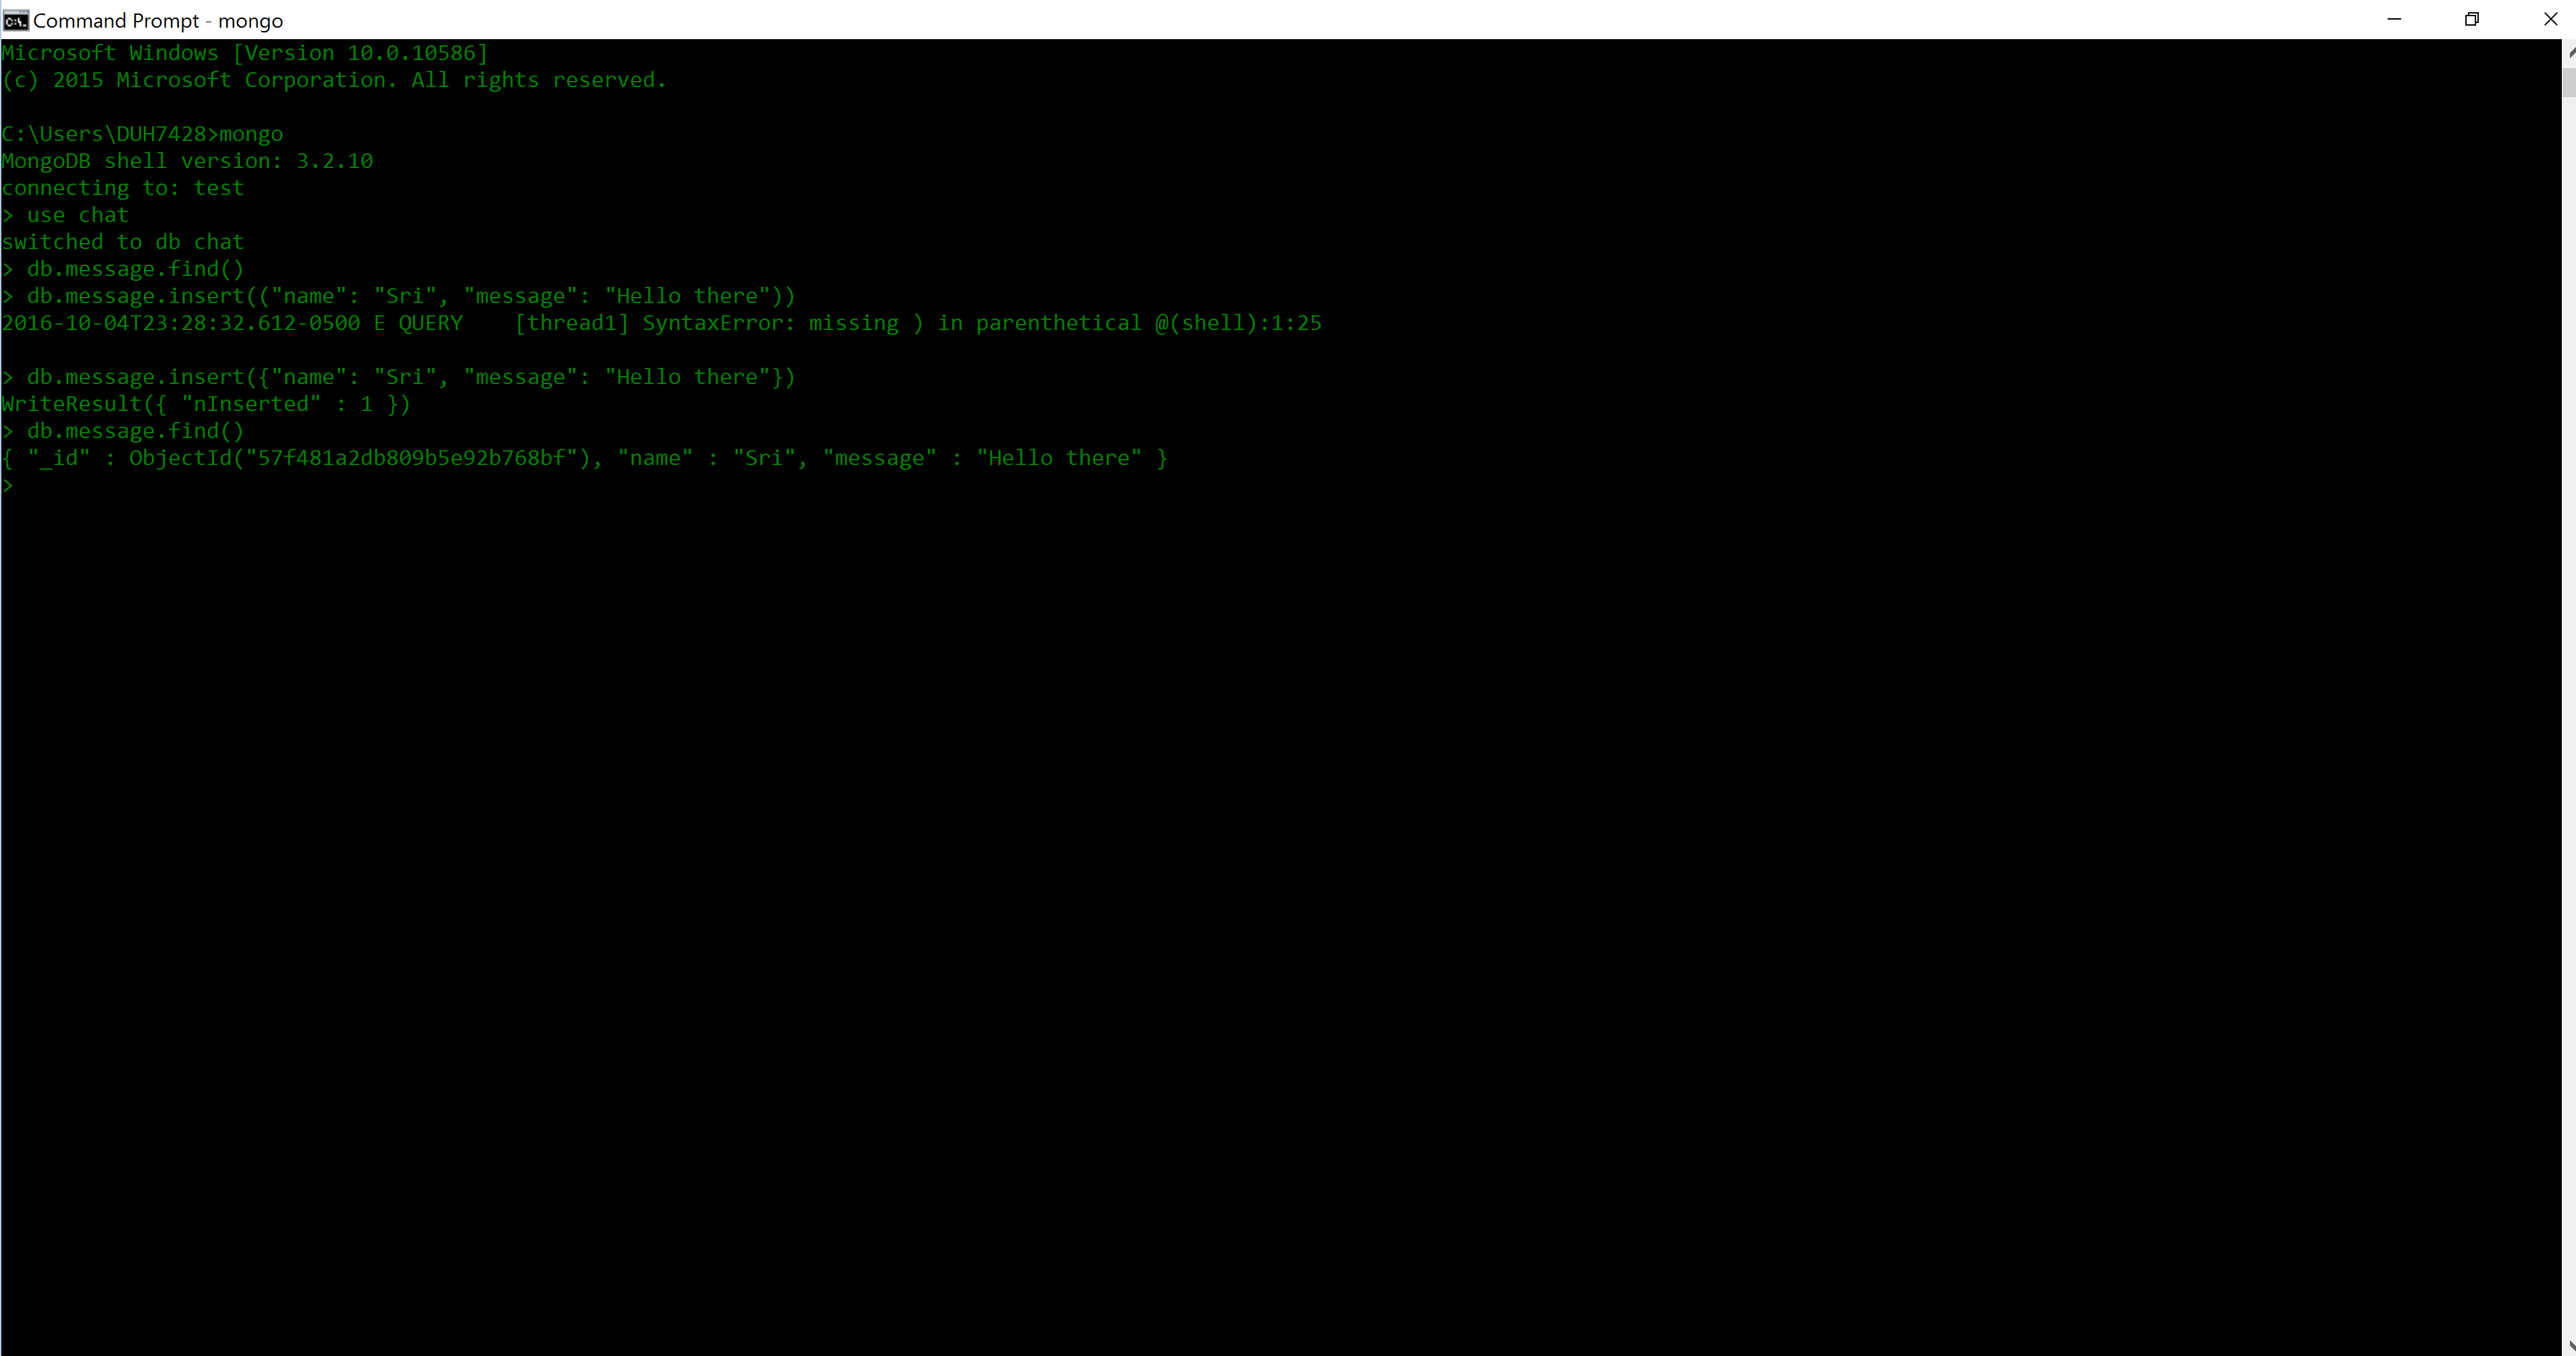 Command Prompt - mongo
Microsoft Windows [Version 10.0.10586]
(c) 2015 Microsoft Corporation. All rights reserved.
C:\Users\DUH7428>mongo
MongoDB shell version: 3.2.10
connecting to: test
> use chat
switched to db chat
> db.message.find()
> db.message.insert(("name": "Sri", "message": "Hello there"))
2016-10-04T23:28:32.612-0500 E QUERY    [thread1] SyntaxError: missing ) in parenthetical @(shell):1:25
> db.message.insert({"name": "Sri", "message": "Hello there"})
WriteResult({ "nInserted" : 1 })
> db.message.find()
{ "_id" : ObjectId("57f481a2db809b5e92b768bf"), "name" : "Sri", "message" : "Hello there" }
>